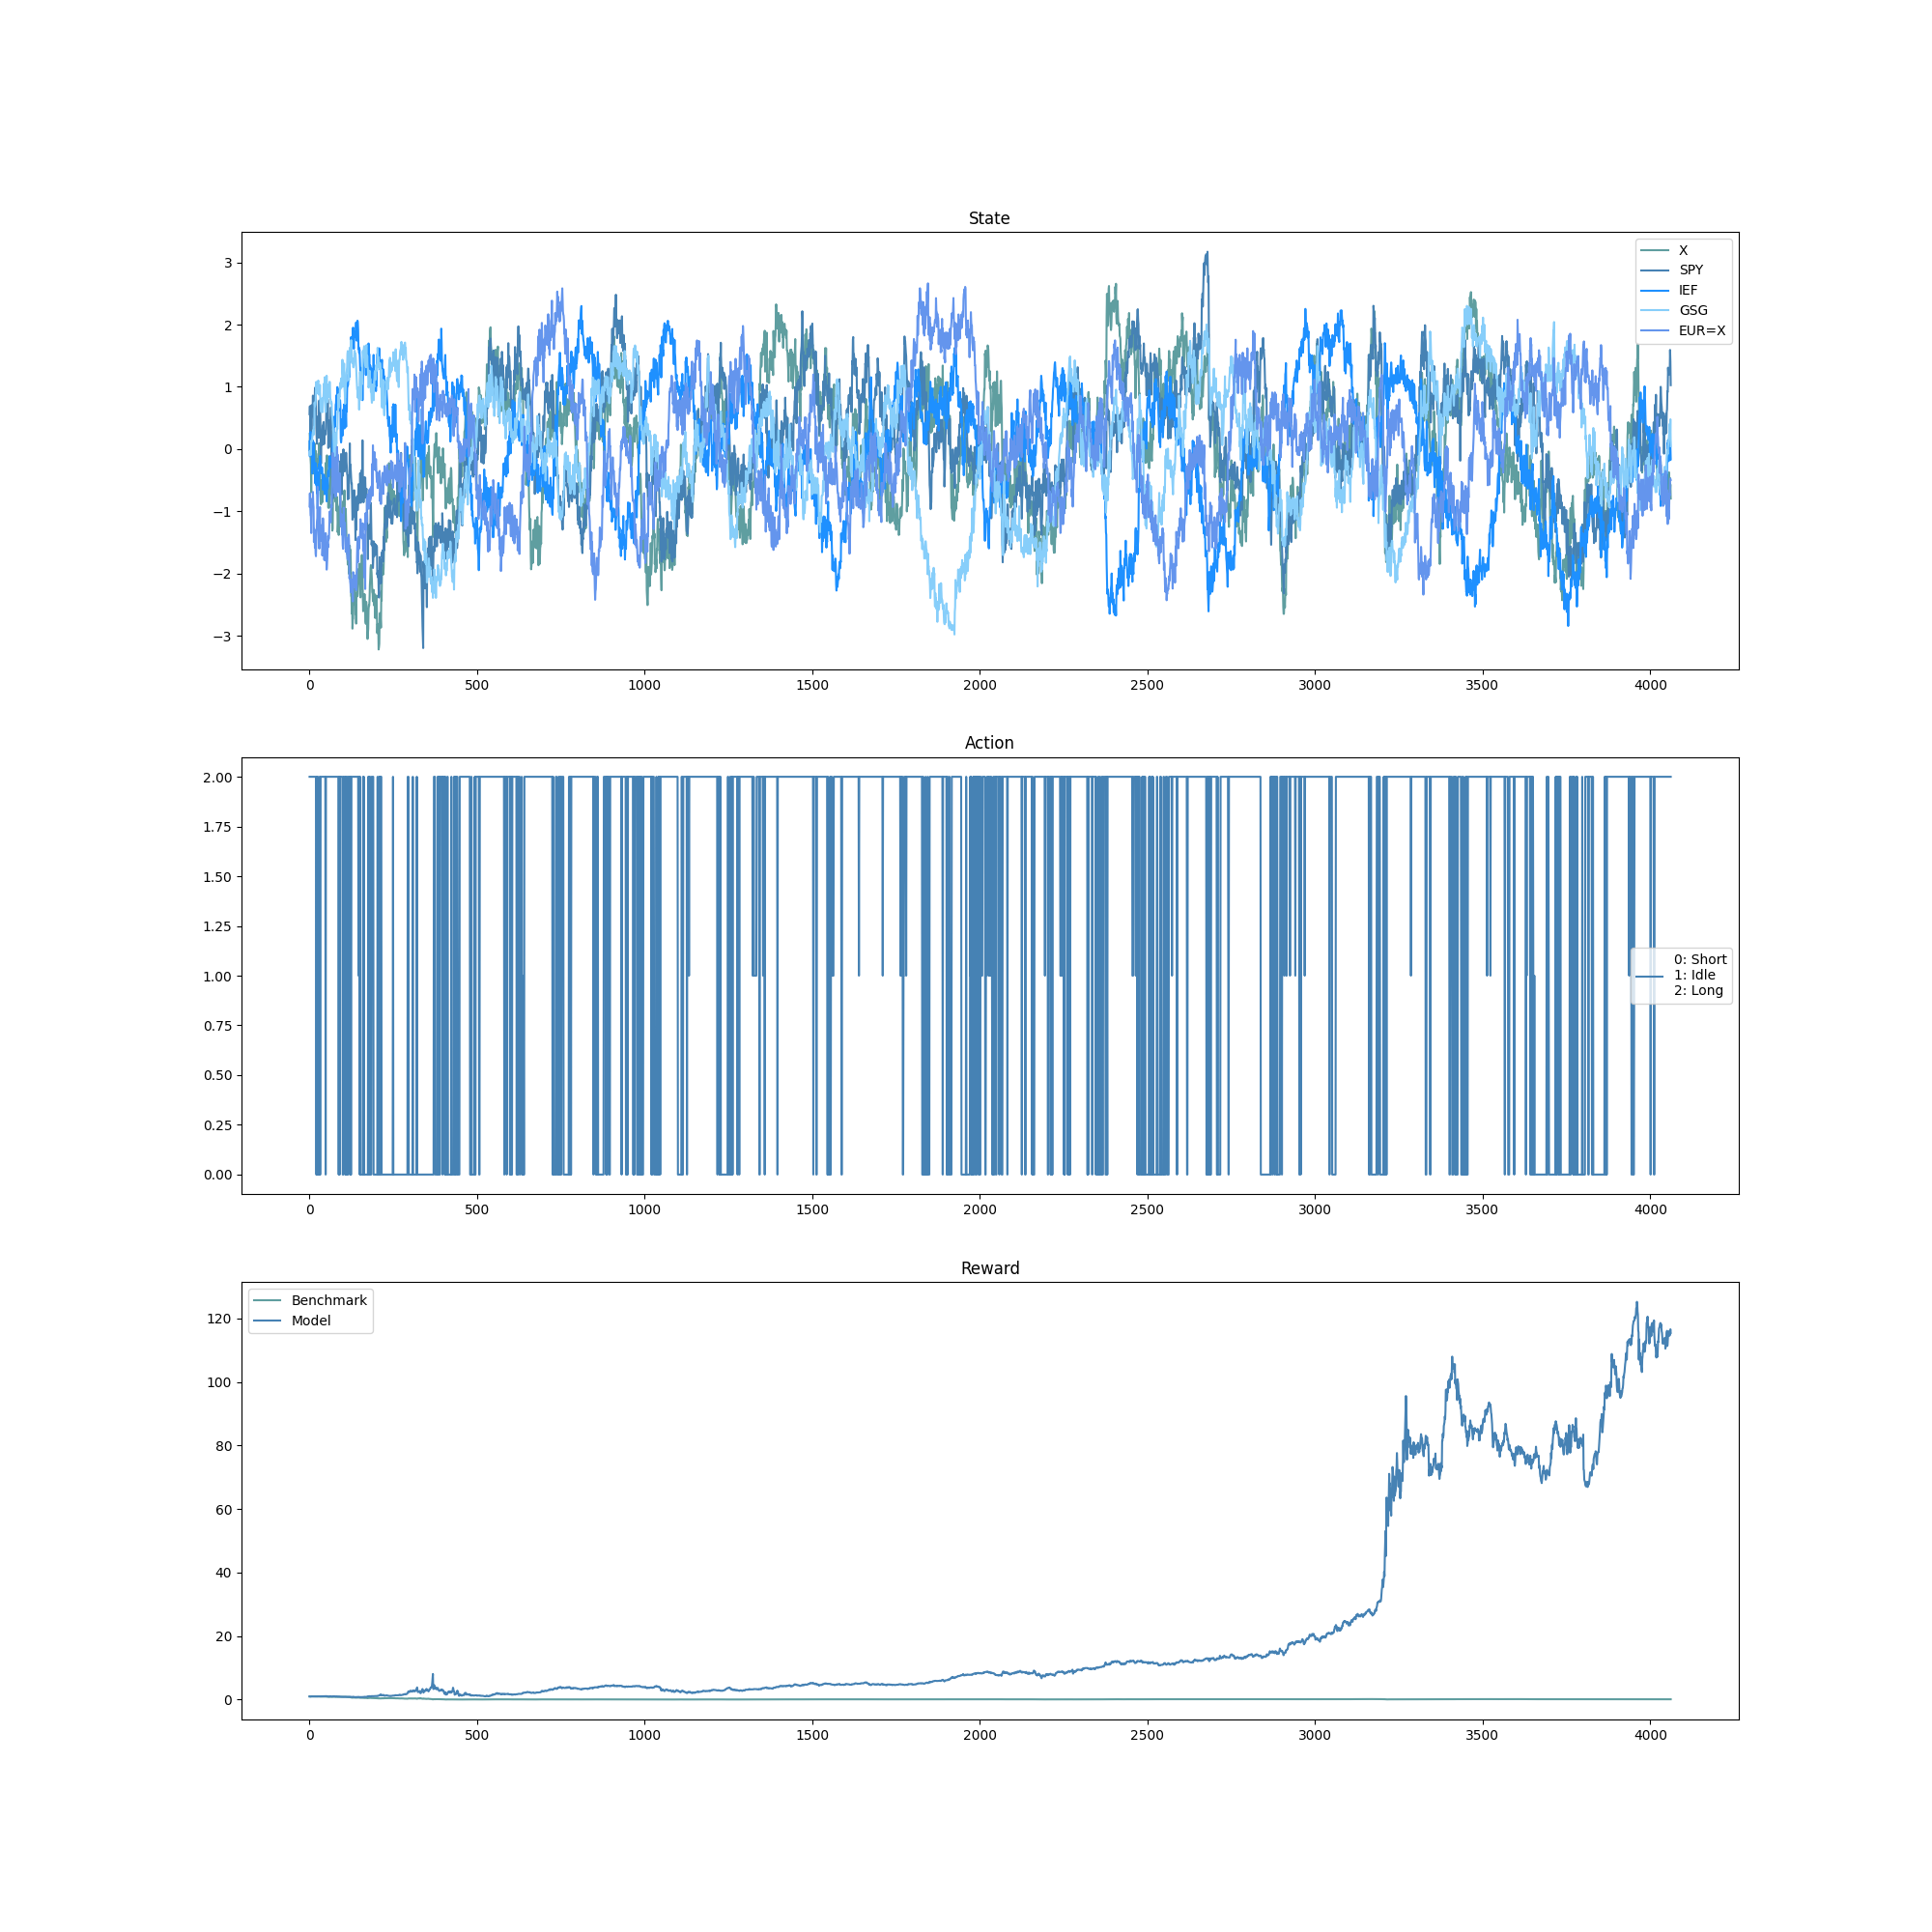 State
3
2
1
0
−1
−2
−3
X
SPY
IEF
GSG
EUR=X
0 500 1000 1500 2000 2500 3000 3500 4000
Action
2.00
1.75
1.50
1.25
1.00
0.75
0.50
0.25
0.00
0: Short
1: Idle
2: Long
0 500 1000 1500 2000 2500 3000 3500 4000
Reward
Benchmark
Model
120
100
80
60
40
20
0
0 500 1000 1500 2000 2500 3000 3500 4000